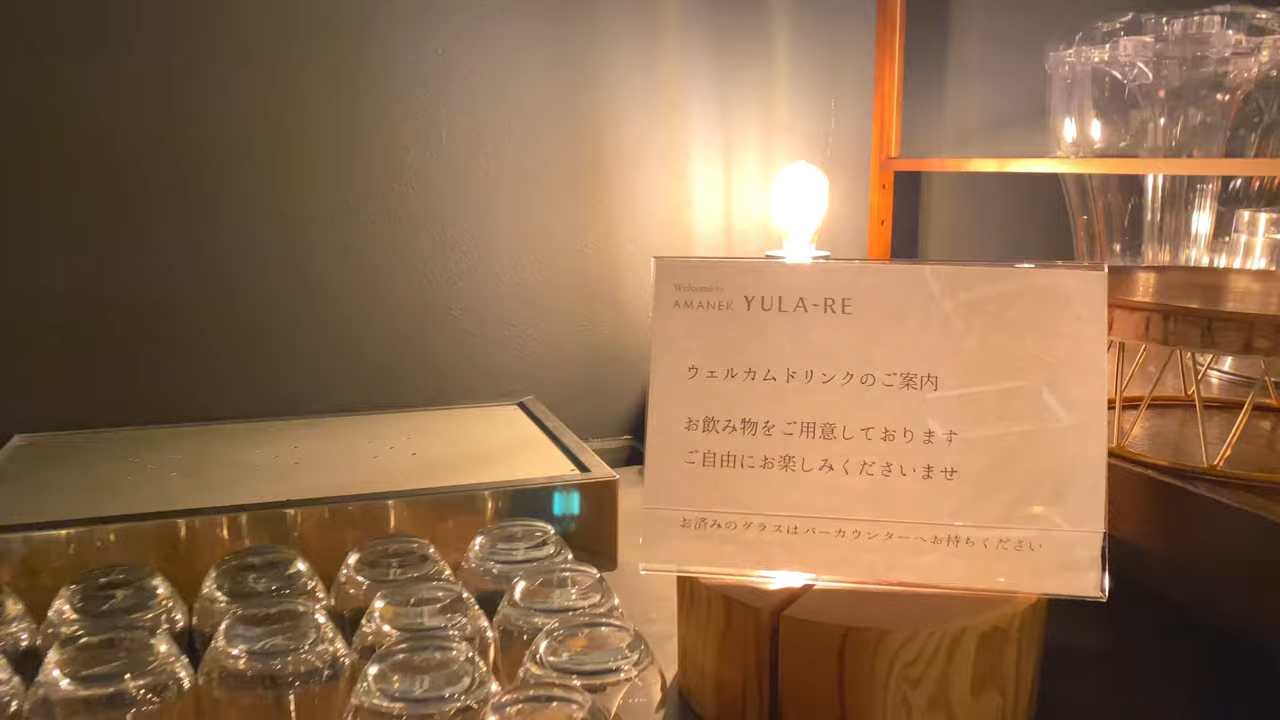 Welcome to
AMANEK YULA-RE
ウェルカムドリンクのご案内
お飲み物をご用意しております
ご自由にお楽しみくださいませ
お済みのグラスはバーカウンターへお持ちください